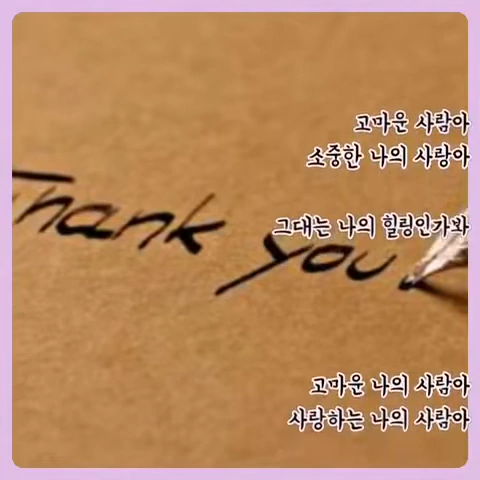 고마운 사람아
소중한 나의 사랑아
그대는 나의 힐링인가봐
Thank you.
고마운 나의 사람아
사랑하는 나의 사람아